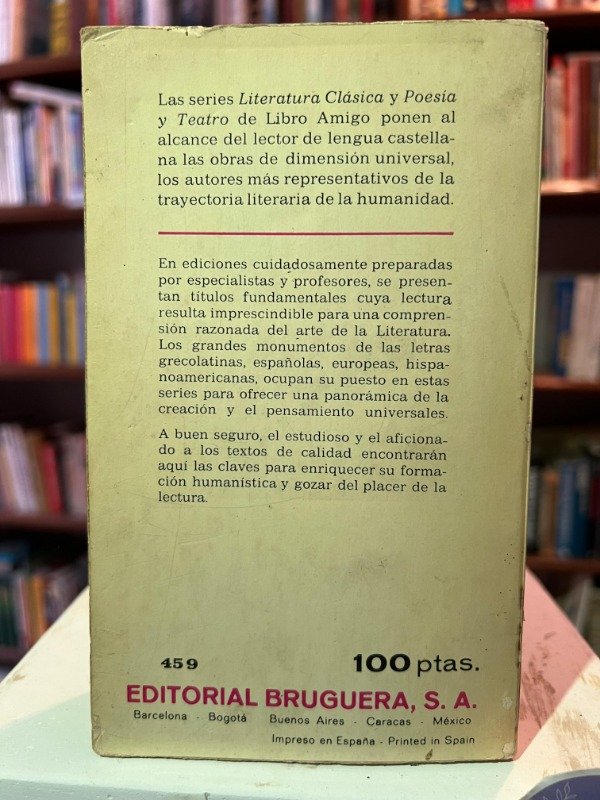 Las series Literatura Clásica y Poesía
y Teatro de Libro Amigo ponen al
alcance del lector de lengua castella-
na las obras de dimensión universal,
los autores más representativos de la
trayectoria literaria de la humanidad.
En ediciones cuidadosamente preparadas
por especialistas y profesores, se presen-
tan títulos fundamentales cuya lectura
resulta imprescindible para una compren-
sión razonada del arte de la Literatura.
Los grandes monumentos de las letras
grecolatinas, españolas, europeas, hispa-
noamericanas, ocupan su puesto en estas
series para ofrecer una panorámica de la
creación y el pensamiento universales.
A buen seguro, el estudioso y el aficiona-
do a los textos de calidad encontrarán
aquí las claves para enriquecer su forma-
ción humanística y gozar del placer de la
lectura.
459 100 ptas.
EDITORIAL BRUGUERA, S. A.
Barcelona - Bogotá Buenos Aires - Caracas - México
Impreso en España - Printed in Spain